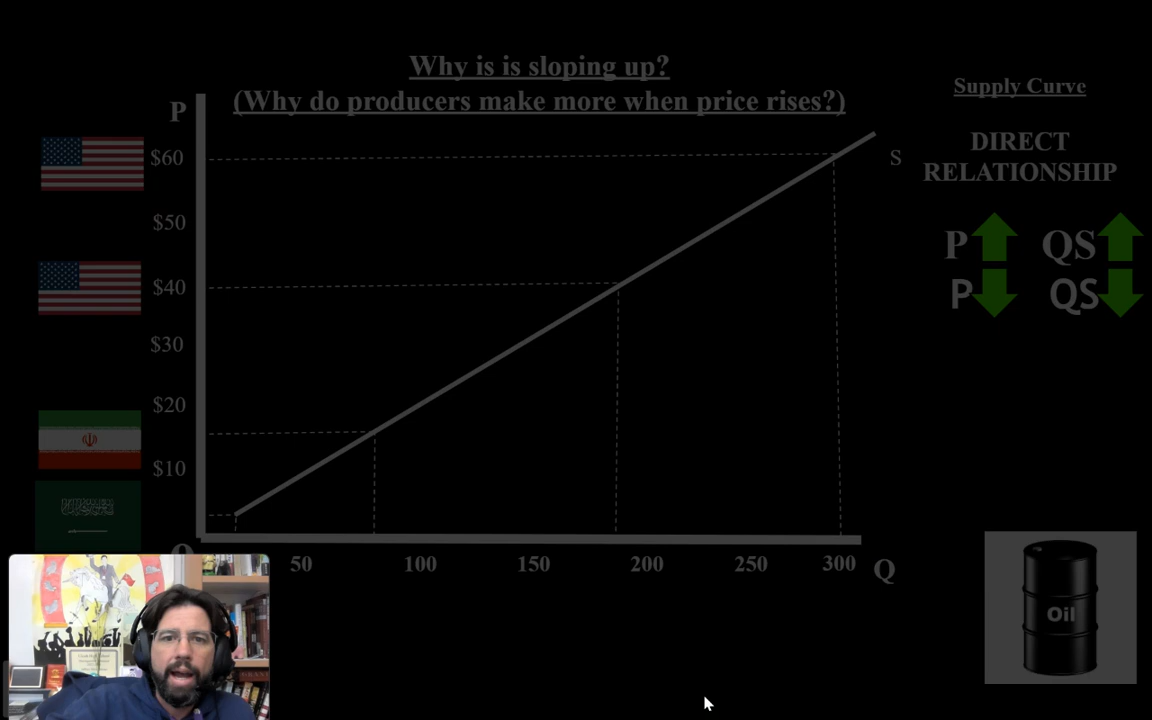 Why is is sloping up?
(Why do producers make more when price rises?)
Supply Curve
DIRECT
RELATIONSHIP
P QS
P QS
P
$60
$50
$40
$30
$20
$10
S
50 100 150 200 250 300 Q
Oil